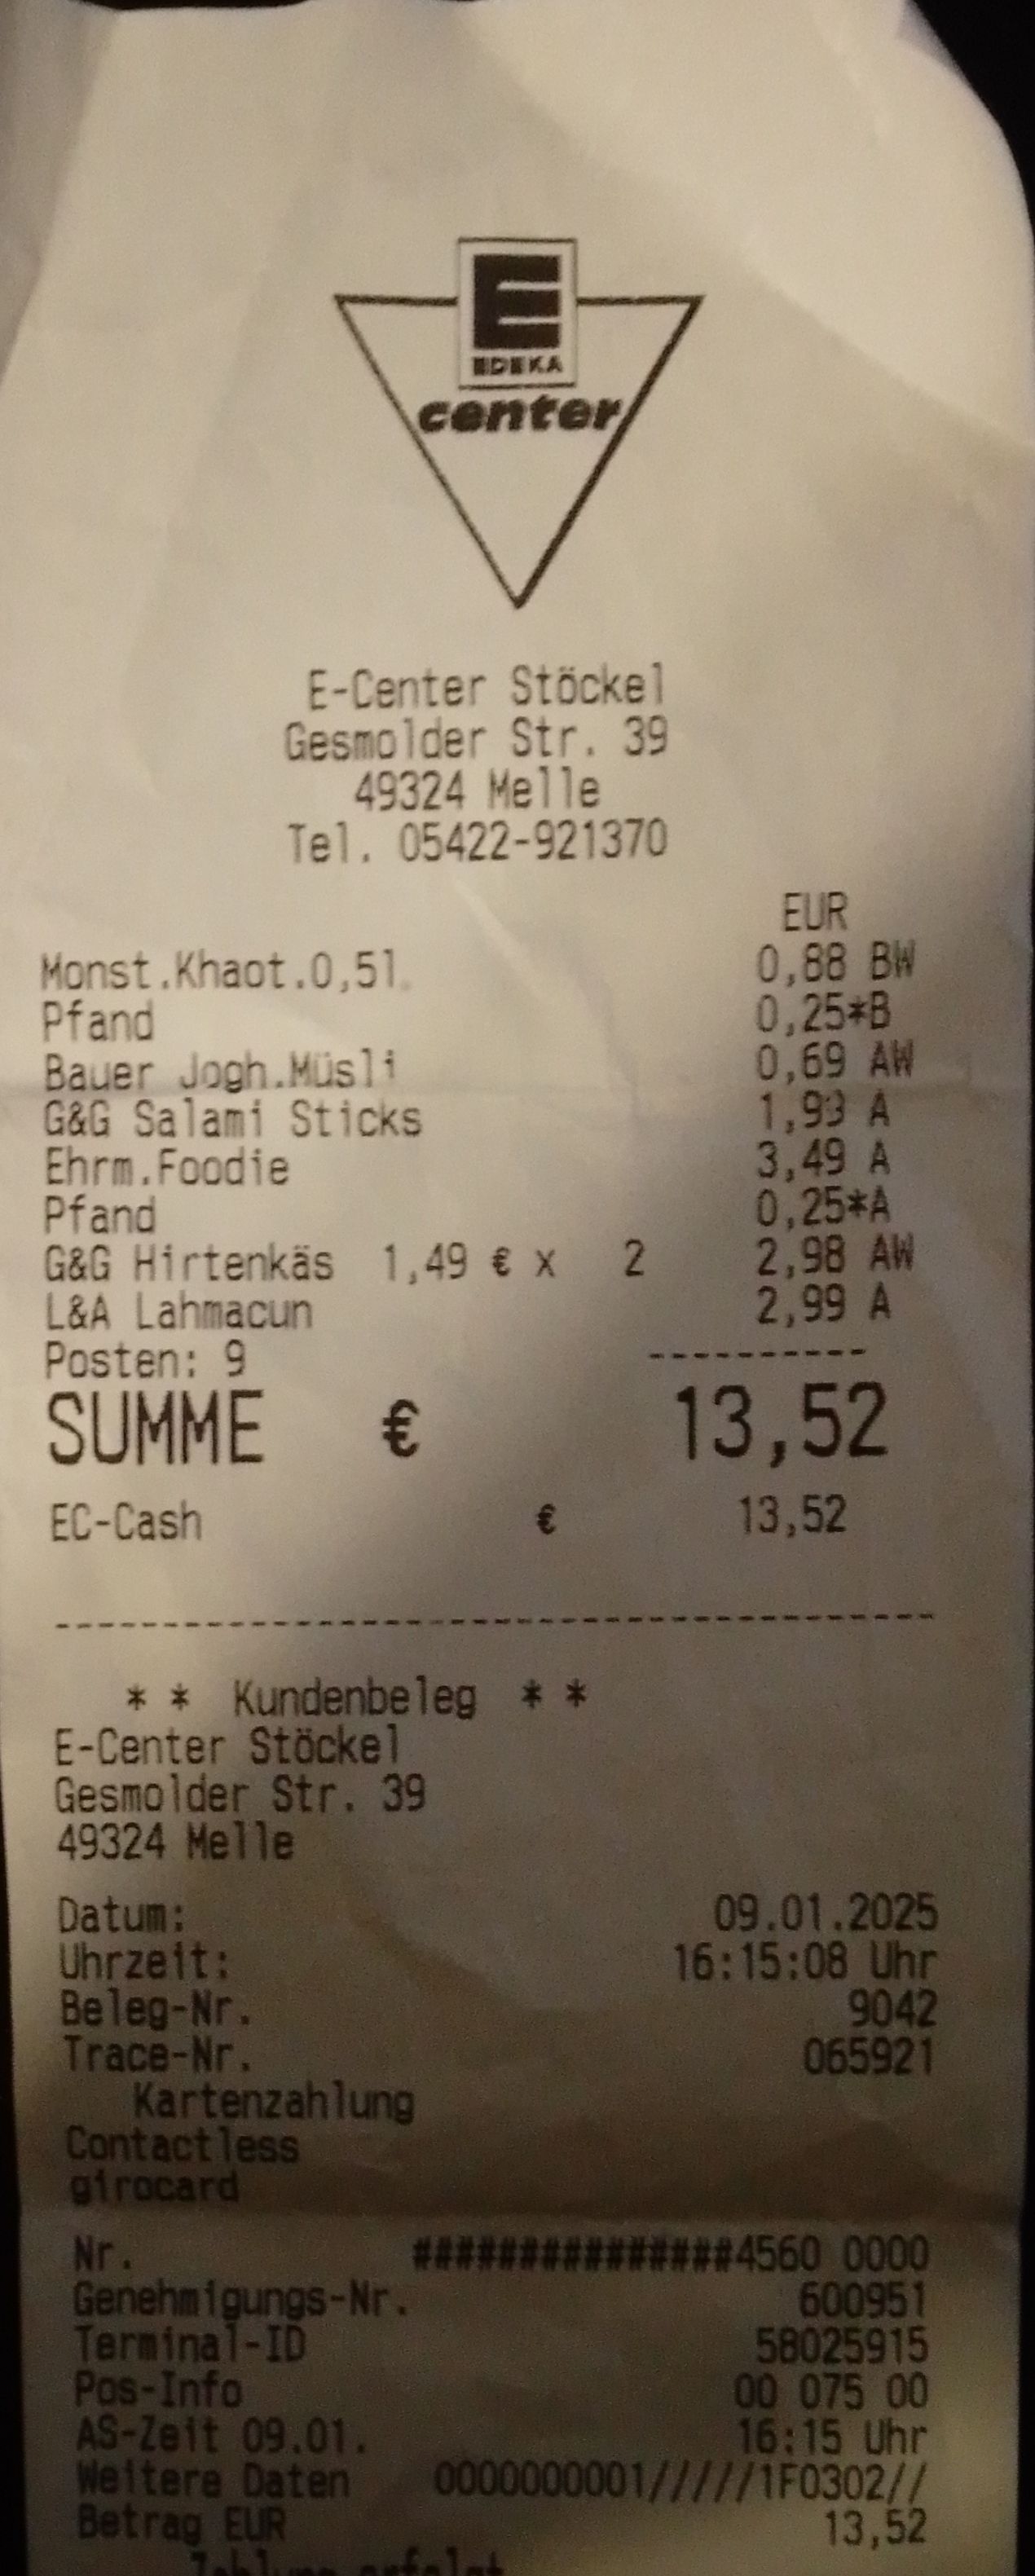 E
EDEKA
center
E-Center Stöckel
Gesmolder Str. 39
49324 Melle
Tel. 05422-921370
EUR
Monst.Khaot.0,5l 0,88 BW
Pfand 0,25*B
Bauer Jogh.Müsli 0,69 AW
G&G Salami Sticks 1,99 A
Ehrm.Foodie 3,49 A
Pfand 0,25*A
G&G Hirtenkäs 1,49 € x 2 2,98 AW
L&A Lahmacun 2,99 A
Posten: 9 ----------
SUMME € 13,52
EC-Cash € 13,52
----------------------------------------
* * Kundenbeleg * *
E-Center Stöckel
Gesmolder Str. 39
49324 Melle
Datum: 09.01.2025
Uhrzeit: 16:15:08 Uhr
Beleg-Nr. 9042
Trace-Nr. 065921
Kartenzahlung
Contactless
girocard
Nr. ###############4560 0000
Genehmigungs-Nr. 600951
Terminal-ID 58025915
Pos-Info 00 075 00
AS-Zeit 09.01. 16:15 Uhr
Weitere Daten 0000000001/////1F0302//
Betrag EUR 13,52
Zahlung erfolgt